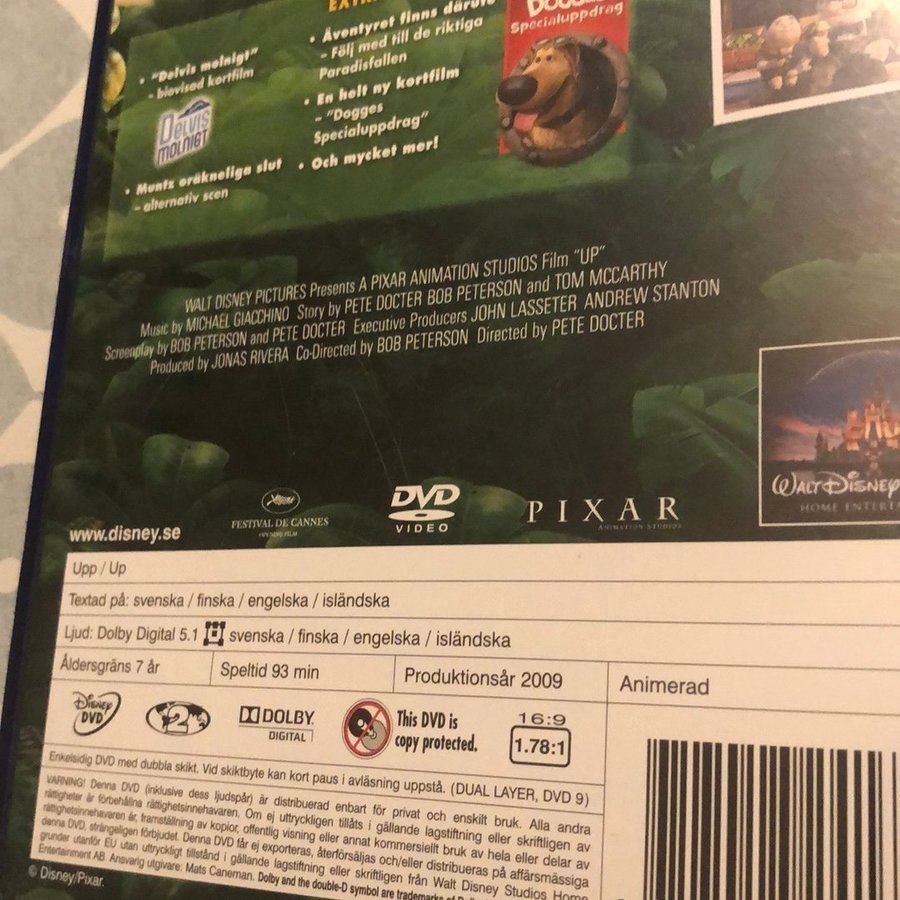 • Äventyret finns därute
– Följ med till de riktiga
Paradisfallen
• En helt ny kortfilm
– "Dogges
Specialuppdrag"
• Och mycket mer!
• "Delvis molnigt"
– biovisad kortfilm
DELVIS
MOLNIGT
• Muntz oräkneliga slut
– alternativ scen
Specialuppdrag
WALT DISNEY PICTURES Presents A PIXAR ANIMATION STUDIOS Film "UP"
Music by MICHAEL GIACCHINO Story by PETE DOCTER BOB PETERSON and TOM MCCARTHY
Screenplay by BOB PETERSON and PETE DOCTER Executive Producers JOHN LASSETER ANDREW STANTON
Produced by JONAS RIVERA Co-Directed by BOB PETERSON Directed by PETE DOCTER
WALT DISNEY
HOME
www.disney.se
FESTIVAL DE CANNES
DVD
VIDEO
PIXAR
ANIMATION STUDIOS
Upp / Up
Textad på: svenska / finska / engelska / isländska
Ljud: Dolby Digital 5.1 svenska / finska / engelska / isländska
Åldersgräns 7 år Speltid 93 min Produktionsår 2009 Animerad
DISNEY
DVD
2
DOLBY
DIGITAL
This DVD is
copy protected.
16:9
1.78:1
Enkelsidig DVD med dubbla skikt. Vid skiktbyte kan kort paus i avläsning uppstå. (DUAL LAYER, DVD 9)
VARNING! Denna DVD (inklusive dess ljudspår) är distribuerad enbart för privat och enskilt bruk. Alla andra
rättigheter är förbehållna rättighetsinnehavaren. Om ej uttryckligen tillåts i gällande lagstiftning eller skriftligen av
rättighetsinnehavaren är, framställning av kopior, offentlig visning eller annat kommersiellt bruk av hela eller delar av
denna DVD, strängeligen förbjudet. Denna DVD får ej exporteras, återförsäljas och/eller distribueras på affärsmässiga
grunder utanför EU utan uttryckligt tillstånd i gällande lagstiftning eller skriftligen från Walt Disney Studios Home
Entertainment AB. Ansvarig utgivare: Mats Caneman. Dolby and the double-D symbol are trademarks of
© Disney/Pixar.